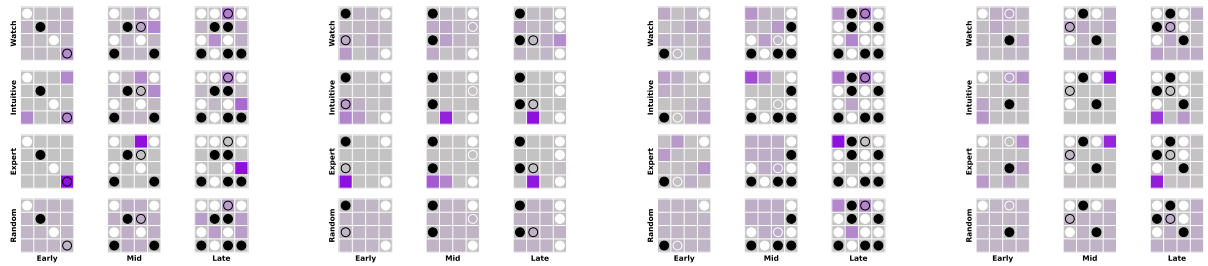 Watch Watch Watch Watch
Intuitive Intuitive Intuitive Intuitive
Expert Expert Expert Expert
Random Random Random Random
Early Mid Late Early Mid Late Early Mid Late Early Mid Late